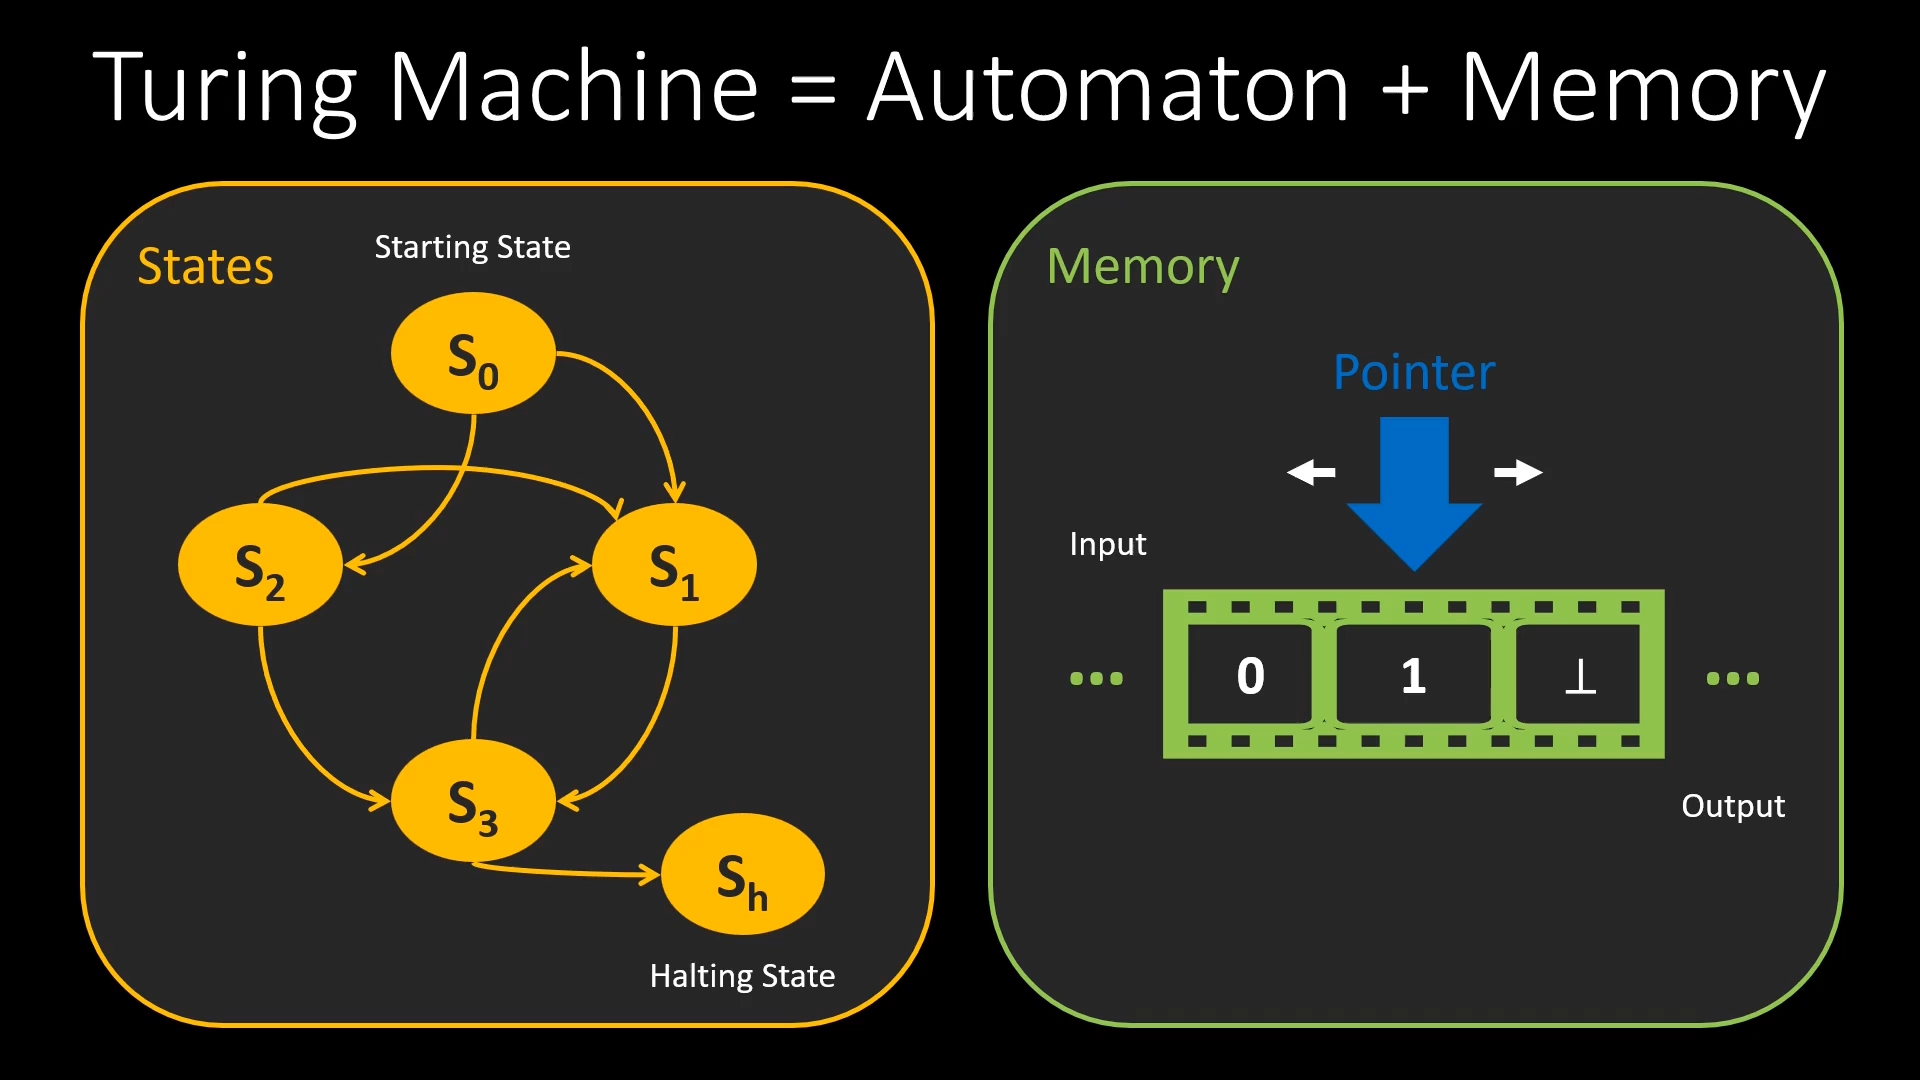 Turing Machine = Automaton + Memory
States
Starting State
S₀
S₂
S₁
S₃
Sₕ
Halting State
Memory
Pointer
Input
... 0 1 ⊥ ...
Output